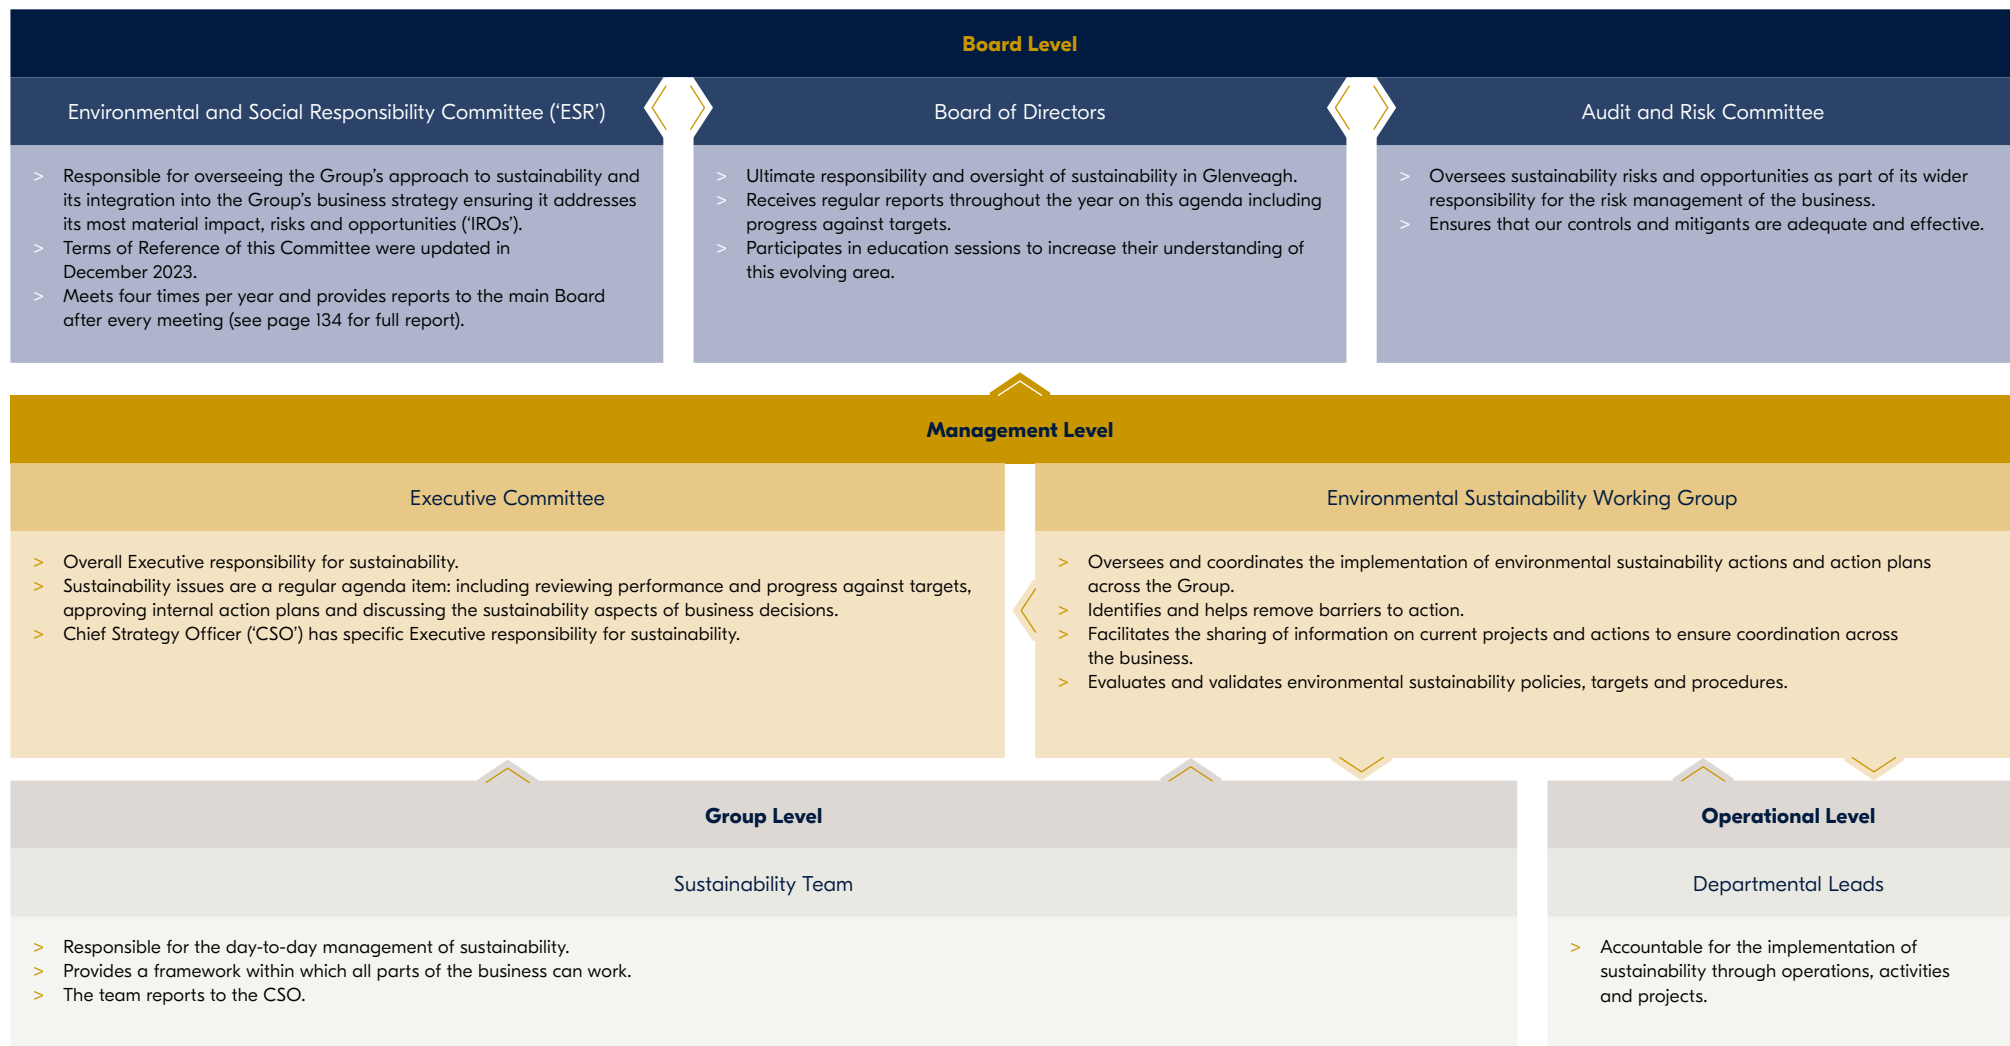 Board Level
Environmental and Social Responsibility Committee (‘ESR’)
> Responsible for overseeing the Group’s approach to sustainability and
its integration into the Group’s business strategy ensuring it addresses
its most material impact, risks and opportunities (‘IROs’).
> Terms of Reference of this Committee were updated in
December 2023.
> Meets four times per year and provides reports to the main Board
after every meeting (see page 134 for full report).
Board of Directors
> Ultimate responsibility and oversight of sustainability in Glenveagh.
> Receives regular reports throughout the year on this agenda including
progress against targets.
> Participates in education sessions to increase their understanding of
this evolving area.
Audit and Risk Committee
> Oversees sustainability risks and opportunities as part of its wider
responsibility for the risk management of the business.
> Ensures that our controls and mitigants are adequate and effective.
Management Level
Executive Committee
> Overall Executive responsibility for sustainability.
> Sustainability issues are a regular agenda item: including reviewing performance and progress against targets,
approving internal action plans and discussing the sustainability aspects of business decisions.
> Chief Strategy Officer (‘CSO’) has specific Executive responsibility for sustainability.
Environmental Sustainability Working Group
> Oversees and coordinates the implementation of environmental sustainability actions and action plans
across the Group.
> Identifies and helps remove barriers to action.
> Facilitates the sharing of information on current projects and actions to ensure coordination across
the business.
> Evaluates and validates environmental sustainability policies, targets and procedures.
Group Level
Sustainability Team
> Responsible for the day-to-day management of sustainability.
> Provides a framework within which all parts of the business can work.
> The team reports to the CSO.
Operational Level
Departmental Leads
> Accountable for the implementation of
sustainability through operations, activities
and projects.